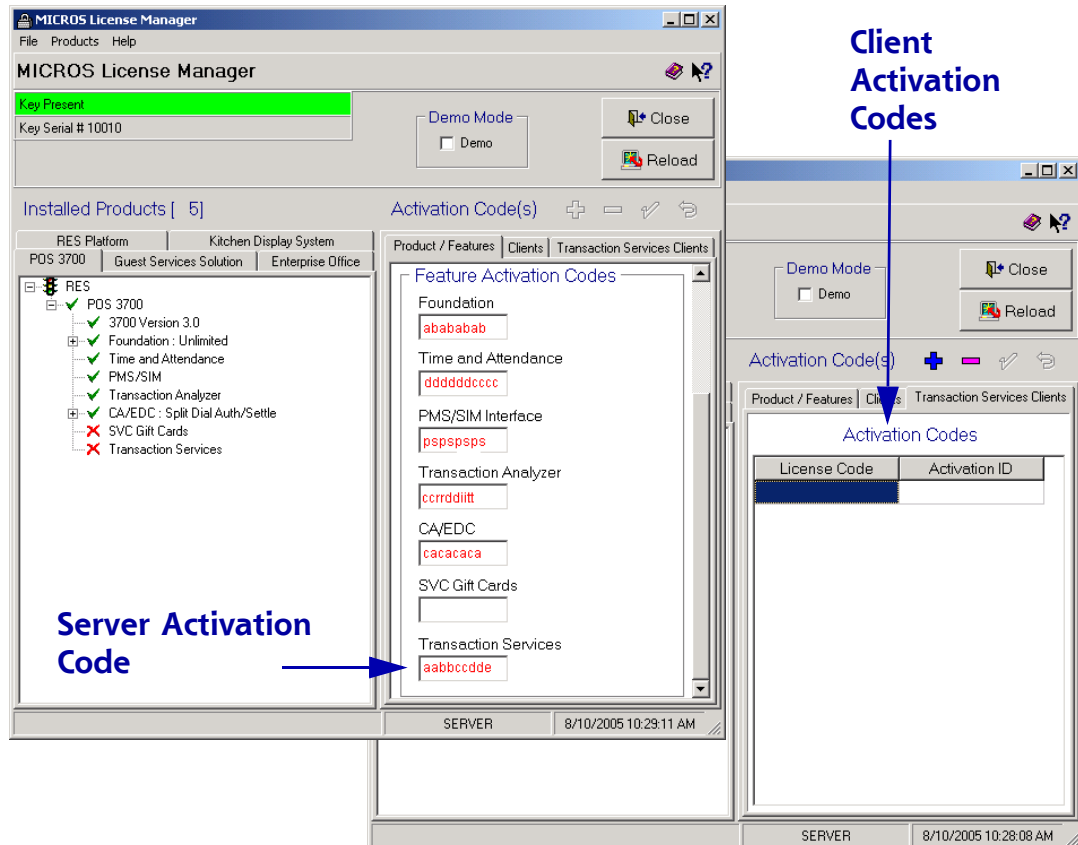 MICROS License Manager
File Products Help
MICROS License Manager
Key Present
Key Serial # 10010
Demo Mode
Demo
Close
Reload
Installed Products [ 5]
RES Platform
Kitchen Display System
POS 3700
Guest Services Solution
Enterprise Office
RES
POS 3700
3700 Version 3.0
Foundation : Unlimited
Time and Attendance
PMS/SIM
Transaction Analyzer
CA/EDC : Split Dial Auth/Settle
SVC Gift Cards
Transaction Services
Server Activation
Code
Activation Code(s)
Product / Features
Clients
Transaction Services Clients
Feature Activation Codes
Foundation
abababab
Time and Attendance
ddddddcccc
PMS/SIM Interface
pspspsps
Transaction Analyzer
ccrrddiitt
CA/EDC
cacacaca
SVC Gift Cards
Transaction Services
aabbccdde
SERVER
8/10/2005 10:29:11 AM
Client
Activation
Codes
Demo Mode
Demo
Close
Reload
Activation Code(s)
Product / Features
Clients
Transaction Services Clients
Activation Codes
License Code
Activation ID
SERVER
8/10/2005 10:28:08 AM